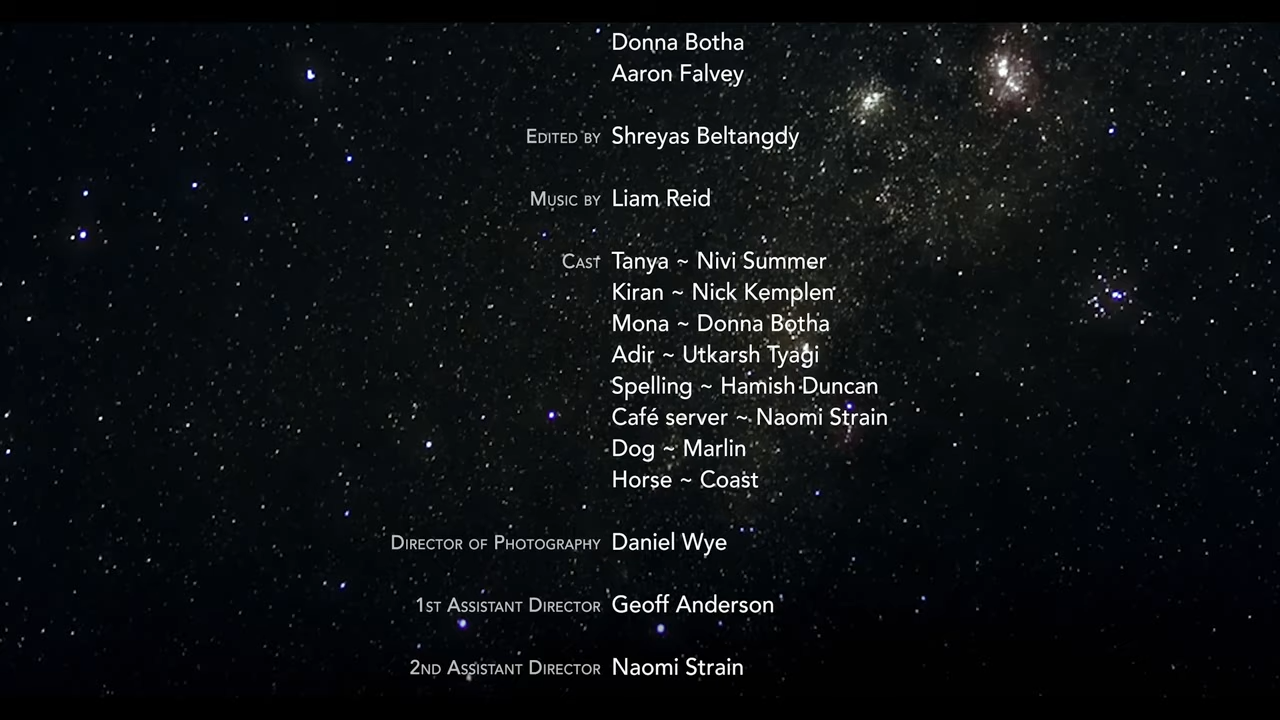 Donna Botha
Aaron Falvey
Edited by Shreyas Beltangdy
Music by Liam Reid
Cast Tanya ~ Nivi Summer
Kiran ~ Nick Kemplen
Mona ~ Donna Botha
Adir ~ Utkarsh Tyagi
Spelling ~ Hamish Duncan
Café server ~ Naomi Strain
Dog ~ Marlin
Horse ~ Coast
Director of Photography Daniel Wye
1st Assistant Director Geoff Anderson
2nd Assistant Director Naomi Strain